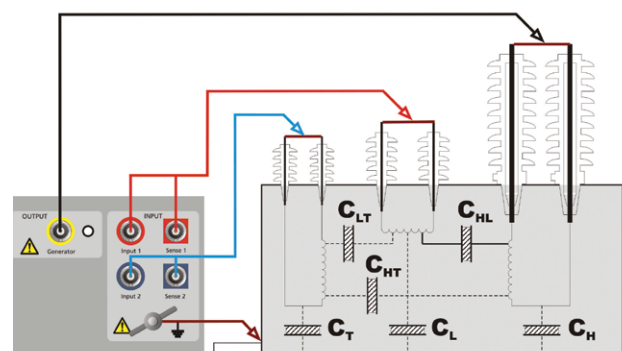 OUTPUT
Generator
INPUT
Input 1
Sense 1
Input 2
Sense 2
CLT
CHL
CHT
CT
CL
CH